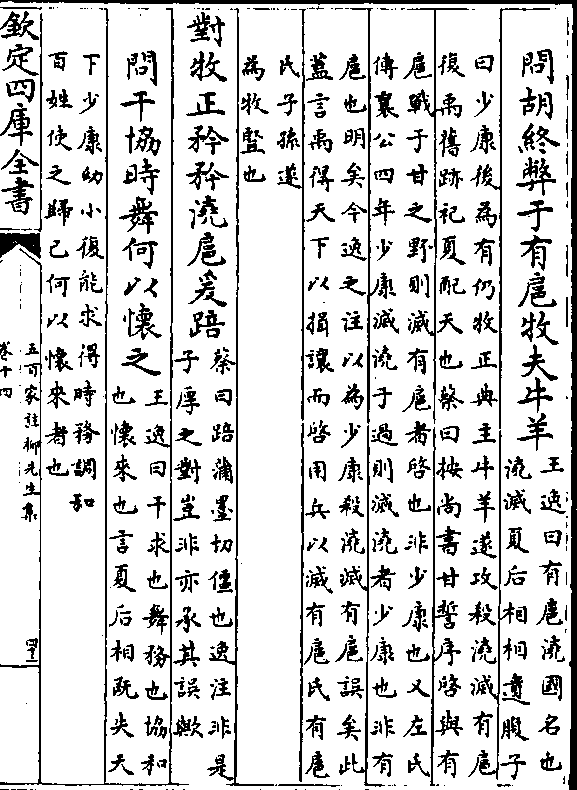 問胡終弊于有扈牧夫牛羊
王逸曰有扈澆國名也
澆滅夏后相相遺腹子
曰少康後為有仍牧正典主牛羊遂攻殺澆滅有扈
復禹舊跡祀夏配天也蔡曰按尚書甘誓序啓與有
扈戰于甘之野則滅有扈者啓也非少康也又左氏
傳襄公四年少康滅澆于過則滅澆者少康也非有
扈也明矣今逸之注以為少康殺澆滅有扈誤矣此
蓋言禹得天下以揖讓而啓用兵以滅有扈氏有扈
氏子孫遂
為牧豎也
對牧正矜矜澆扈爰踣
蔡曰踣蒲墨切僵也逸注非是
子厚之對豈非亦承其誤歟
問干協時舞何以懷之
王逸曰干求也舞務也協和
也懷來也言夏后相既失天
下少康幼小復能求得時務調和
百姓使之歸己何以懷來者也
欽定四庫全書
五百家註柳先生集
卷十四